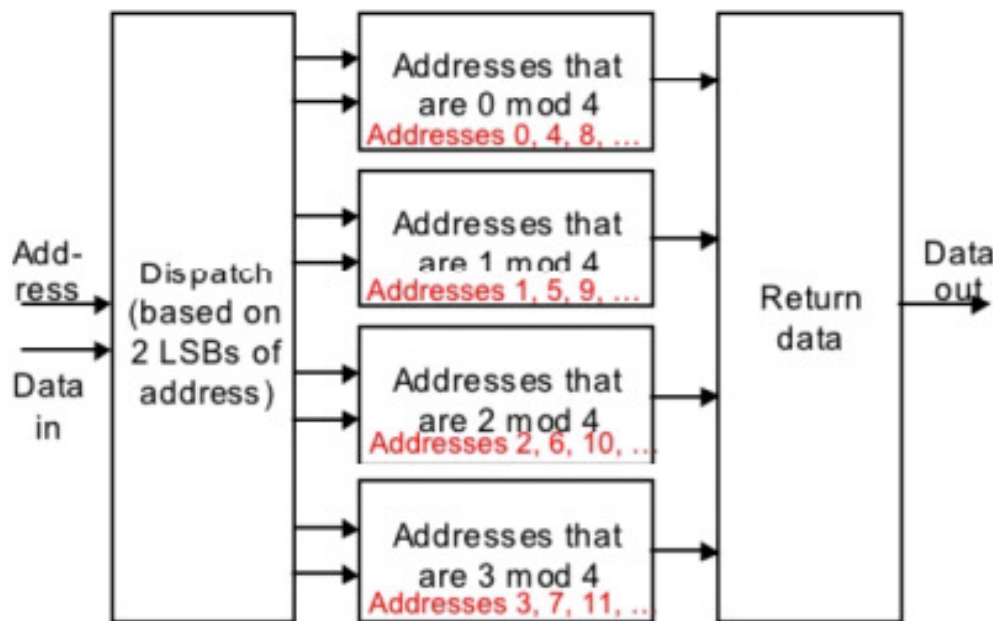 Add-
ress
Data
in
Dispatch
(based on
2 LSBs of
address)
Addresses that
are 0 mod 4
Addresses 0, 4, 8, …
Addresses that
are 1 mod 4
Addresses 1, 5, 9, …
Addresses that
are 2 mod 4
Addresses 2, 6, 10, …
Addresses that
are 3 mod 4
Addresses 3, 7, 11, …
Return
data
Data
out